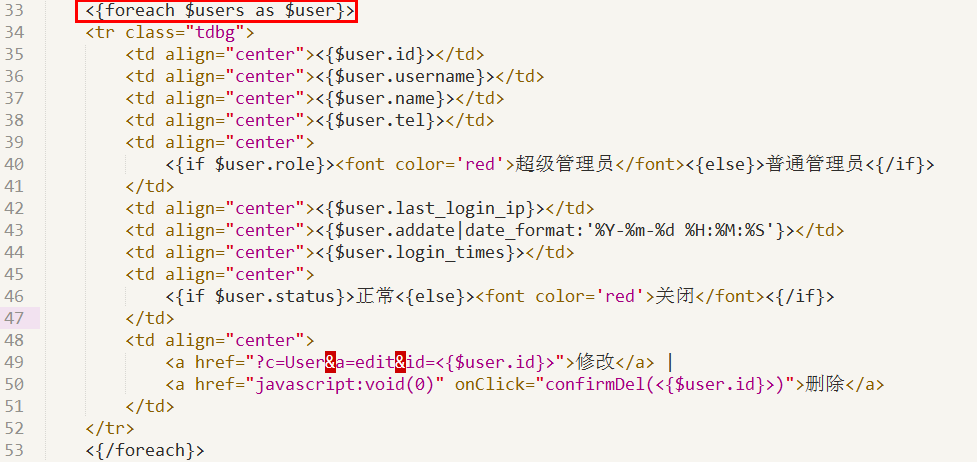 33 <{foreach $users as $user}>
34 <tr class="tdbg">
35 <td align="center"><{$user.id}></td>
36 <td align="center"><{$user.username}></td>
37 <td align="center"><{$user.name}></td>
38 <td align="center"><{$user.tel}></td>
39 <td align="center">
40 <{if $user.role}><font color='red'>超级管理员</font><{else}>普通管理员<{/if}>
41 </td>
42 <td align="center"><{$user.last_login_ip}></td>
43 <td align="center"><{$user.addate|date_format:'%Y-%m-%d %H:%M:%S'}></td>
44 <td align="center"><{$user.login_times}></td>
45 <td align="center">
46 <{if $user.status}>正常<{else}><font color='red'>关闭</font><{/if}>
47 </td>
48 <td align="center">
49 <a href="?c=User&a=edit&id=<{$user.id}>">修改</a> |
50 <a href="javascript:void(0)" onClick="confirmDel(<{$user.id}>)">删除</a>
51 </td>
52 </tr>
53 <{/foreach}>